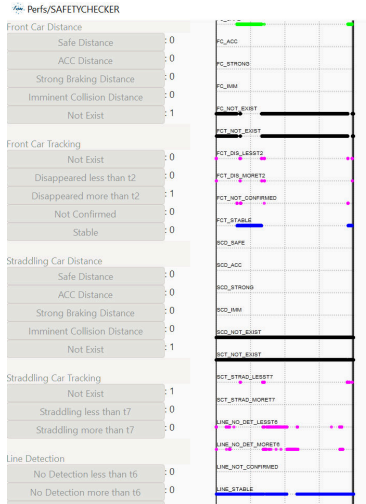 Perfs/SAFETYCHECKER
Front Car Distance
Safe Distance : 0
ACC Distance : 0
Strong Braking Distance : 0
Imminent Collision Distance : 0
Not Exist : 1
Front Car Tracking
Not Exist : 0
Disappeared less than t2 : 0
Disappeared more than t2 : 1
Not Confirmed : 0
Stable : 0
Straddling Car Distance
Safe Distance : 0
ACC Distance : 0
Strong Braking Distance : 0
Imminent Collision Distance : 0
Not Exist : 1
Straddling Car Tracking
Not Exist : 1
Straddling less than t7 : 0
Straddling more than t7 : 0
Line Detection
No Detection less than t6 : 0
No Detection more than t6 : 0
FC_ACC
FC_STRONG
FC_IMM
FC_NOT_EXIST
FCT_NOT_EXIST
FCT_DIS_LESST2
FCT_DIS_MORET2
FCT_NOT_CONFIRMED
FCT_STABLE
SCD_SAFE
SCD_ACC
SCD_STRONG
SCD_IMM
SCD_NOT_EXIST
SCT_NOT_EXIST
SCT_STRAD_LESST7
SCT_STRAD_MORET7
LINE_NO_DET_LESST6
LINE_NO_DET_MORET6
LINE_NOT_CONFIRMED
LINE_STABLE